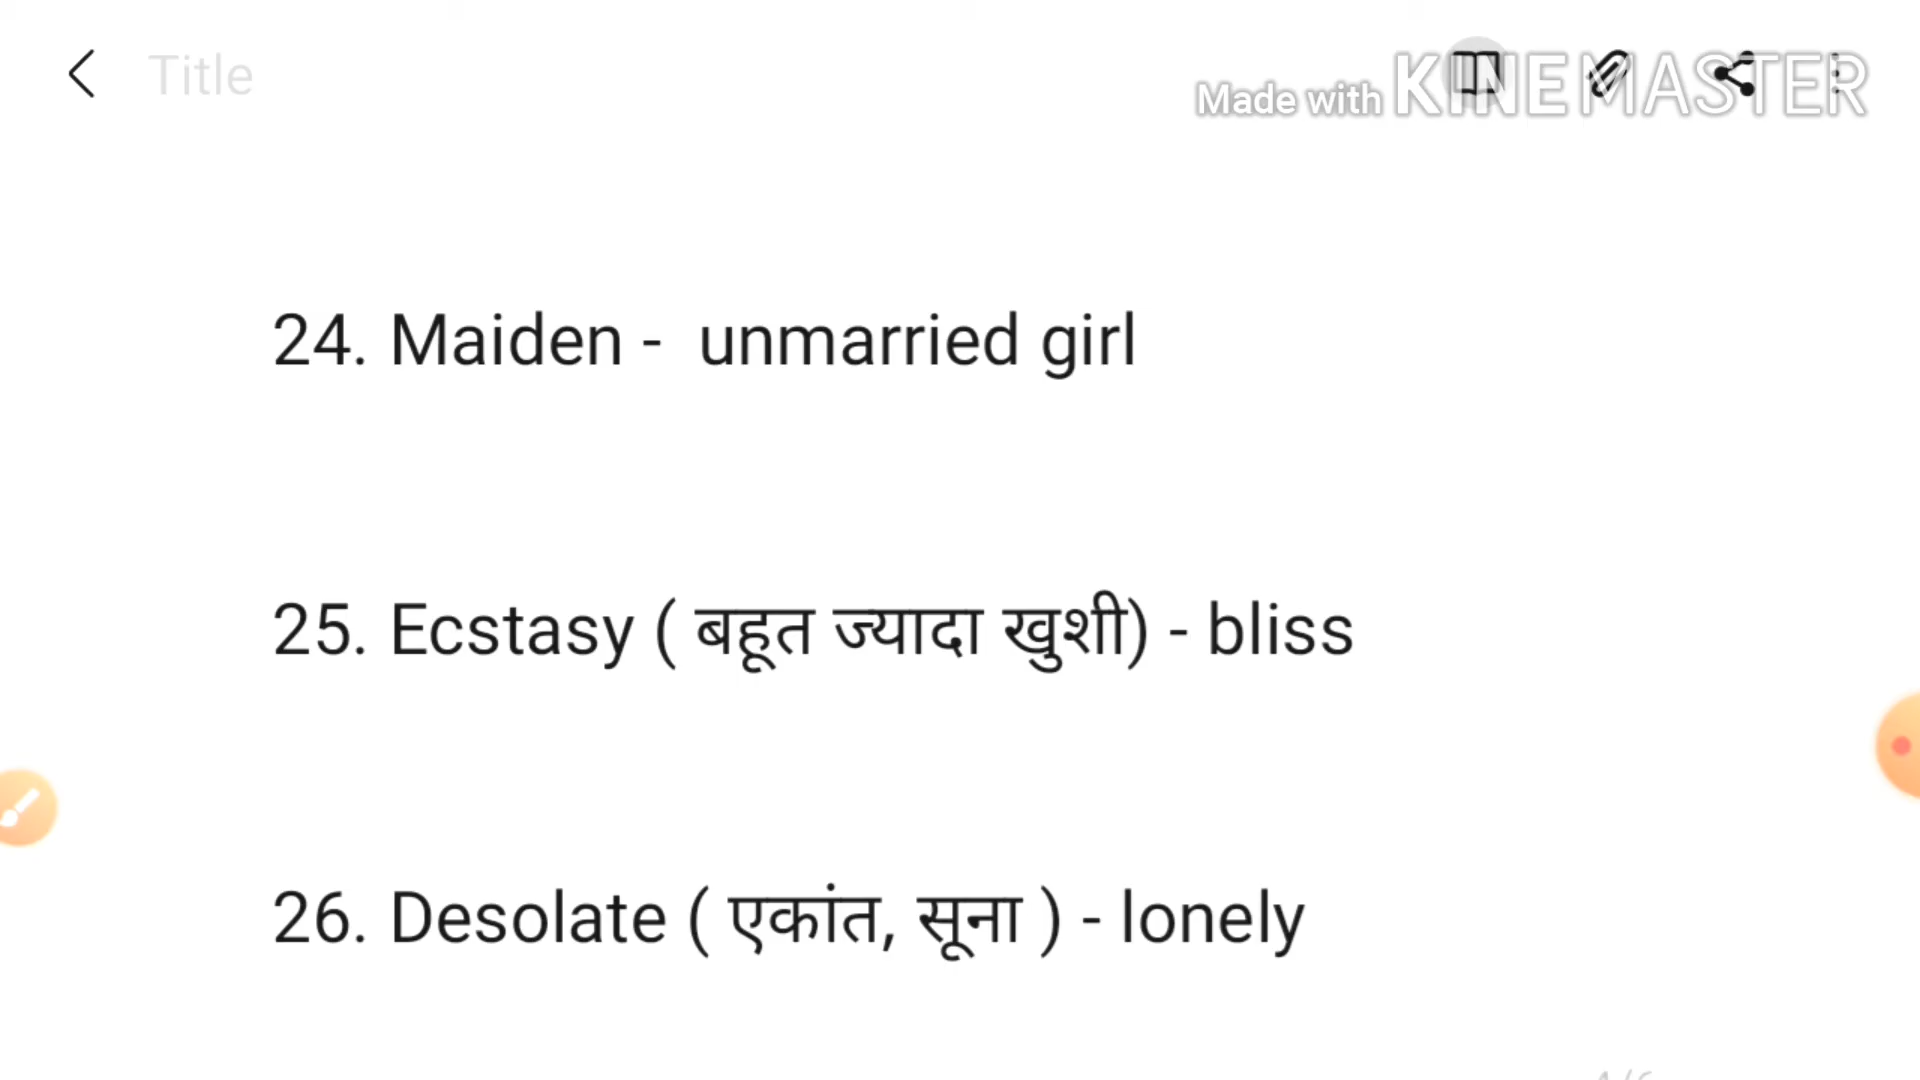 Title
Made with KINEMASTER
24. Maiden - unmarried girl
25. Ecstasy ( बहूत ज्यादा खुशी) - bliss
26. Desolate ( एकांत, सूना ) - lonely